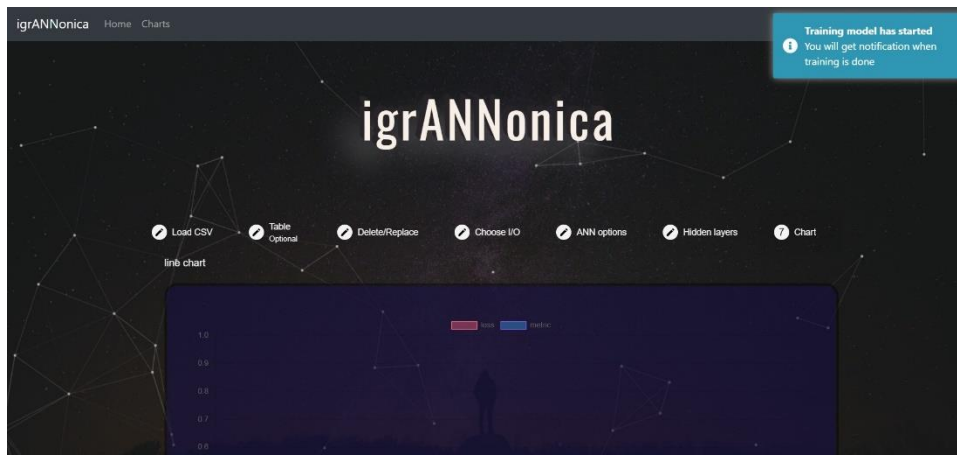 igrANNonica Home Charts
Training model has started
You will get notification when
training is done
igrANNonica
Load CSV
Table
Optional
Delete/Replace
Choose I/O
ANN options
Hidden layers
7 Chart
line chart
loss metric
1.0
0.9
0.8
0.7
0.6